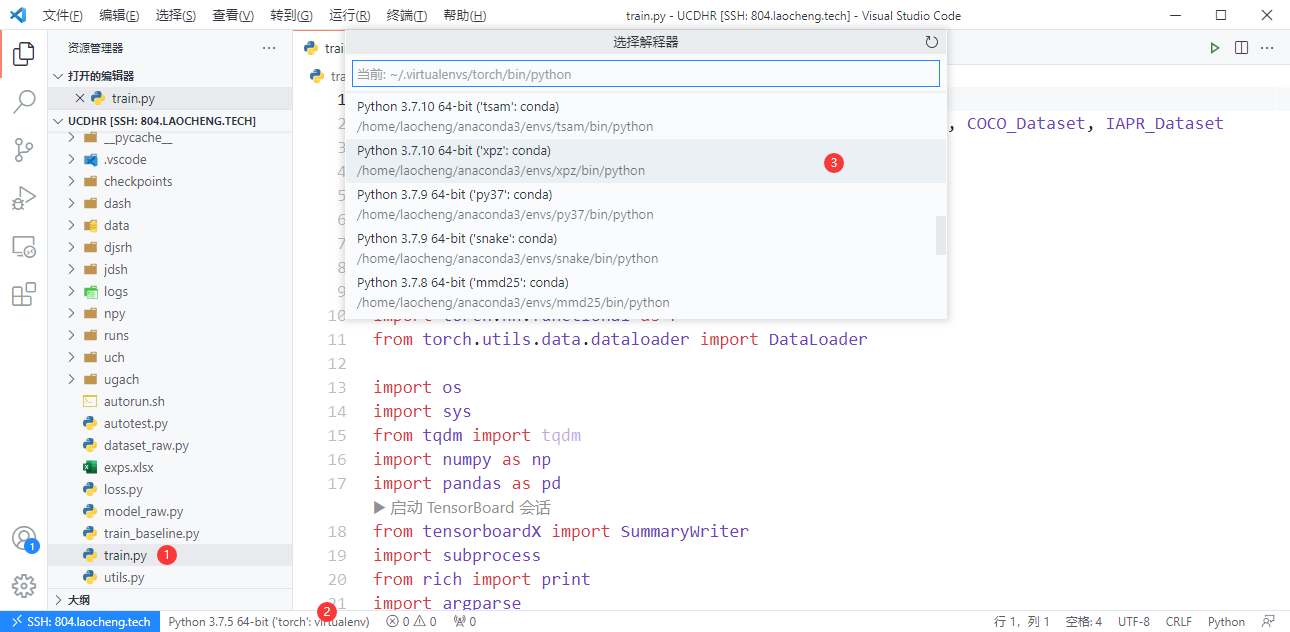 文件(F) 编辑(E) 选择(S) 查看(V) 转到(G) 运行(R) 终端(T) 帮助(H) train.py - UCDHR [SSH: 804.laocheng.tech] - Visual Studio Code
资源管理器
打开的编辑器
train.py
UCDHR [SSH: 804.LAOCHENG.TECH]
__pycache__
.vscode
checkpoints
dash
data
djsrh
jdsh
logs
npy
runs
uch
ugach
autorun.sh
autotest.py
dataset_raw.py
exps.xlsx
loss.py
model_raw.py
train_baseline.py
train.py 1
utils.py
大纲
选择解释器
当前: ~/.virtualenvs/torch/bin/python
Python 3.7.10 64-bit ('tsam': conda)
/home/laocheng/anaconda3/envs/tsam/bin/python
Python 3.7.10 64-bit ('xpz': conda)
/home/laocheng/anaconda3/envs/xpz/bin/python
3
Python 3.7.9 64-bit ('py37': conda)
/home/laocheng/anaconda3/envs/py37/bin/python
Python 3.7.9 64-bit ('snake': conda)
/home/laocheng/anaconda3/envs/snake/bin/python
Python 3.7.8 64-bit ('mmd25': conda)
/home/laocheng/anaconda3/envs/mmd25/bin/python
1
2 , COCO_Dataset, IAPR_Dataset
3
4
5
6
7
8
9
10
11 from torch.utils.data.dataloader import DataLoader
12
13 import os
14 import sys
15 from tqdm import tqdm
16 import numpy as np
17 import pandas as pd
▶ 启动 TensorBoard 会话
18 from tensorboardX import SummaryWriter
19 import subprocess
20 from rich import print
21 import argparse
1
SSH: 804.laocheng.tech Python 3.7.5 64-bit ('torch': virtualenv) 2 0 0 0 行 1，列 1 空格: 4 UTF-8 CRLF Python